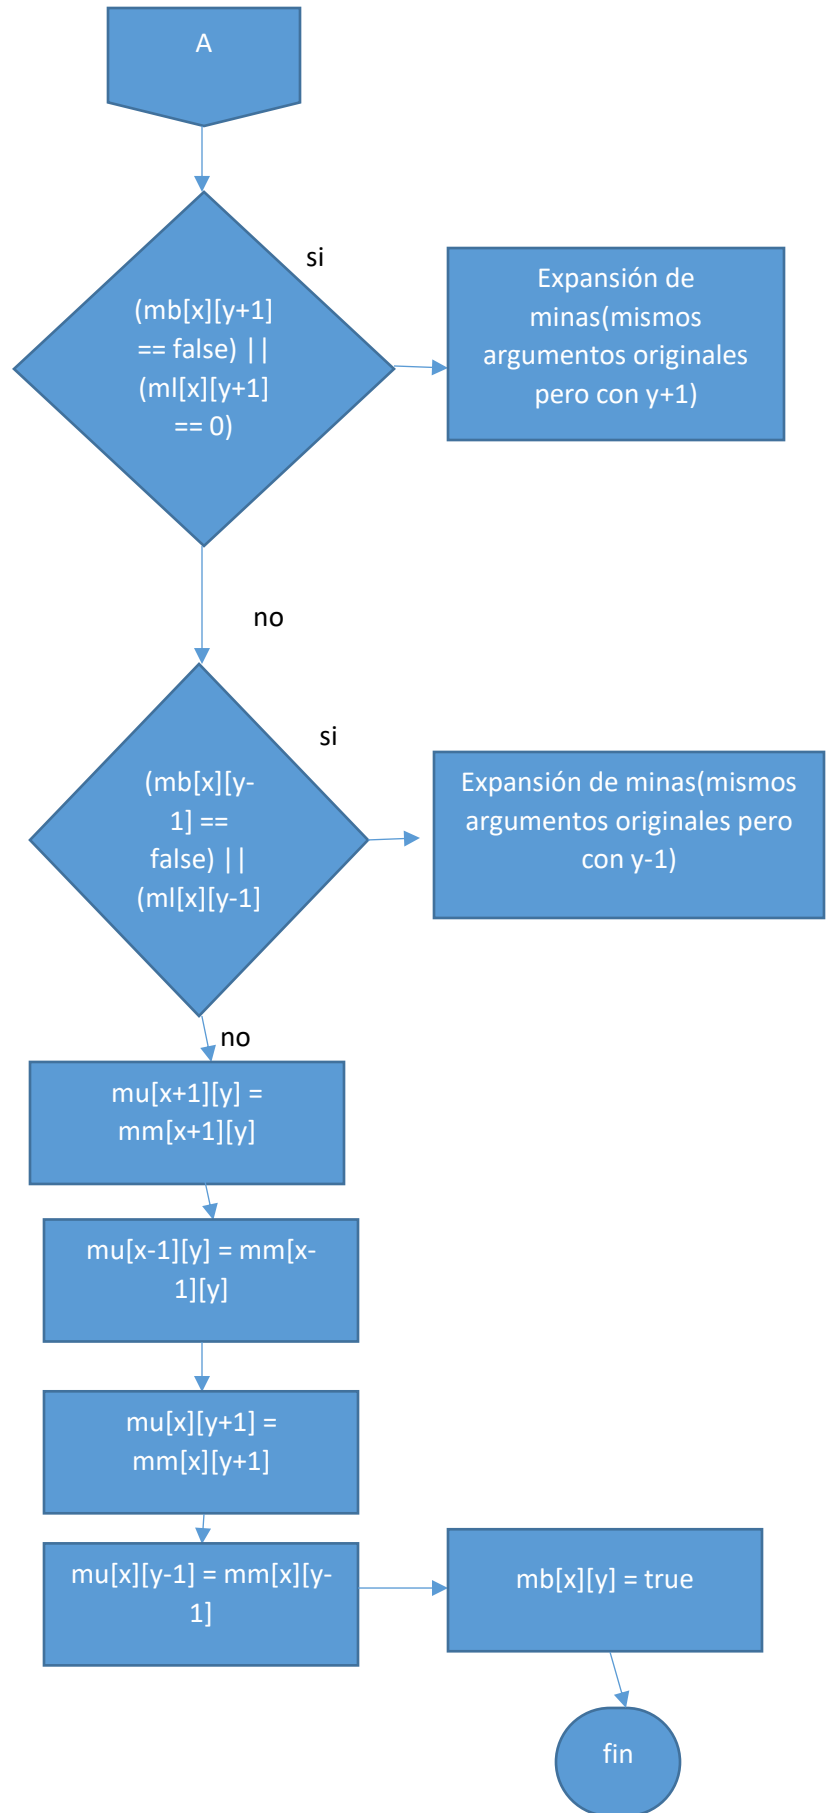 A
si
(mb[x][y+1]
== false) ||
(ml[x][y+1]
== 0)
Expansión de
minas(mismos
argumentos originales
pero con y+1)
no
si
(mb[x][y-
1] ==
false) ||
(ml[x][y-1]
Expansión de minas(mismos
argumentos originales pero
con y-1)
no
mu[x+1][y] =
mm[x+1][y]
mu[x-1][y] = mm[x-
1][y]
mu[x][y+1] =
mm[x][y+1]
mu[x][y-1] = mm[x][y-
1]
mb[x][y] = true
fin